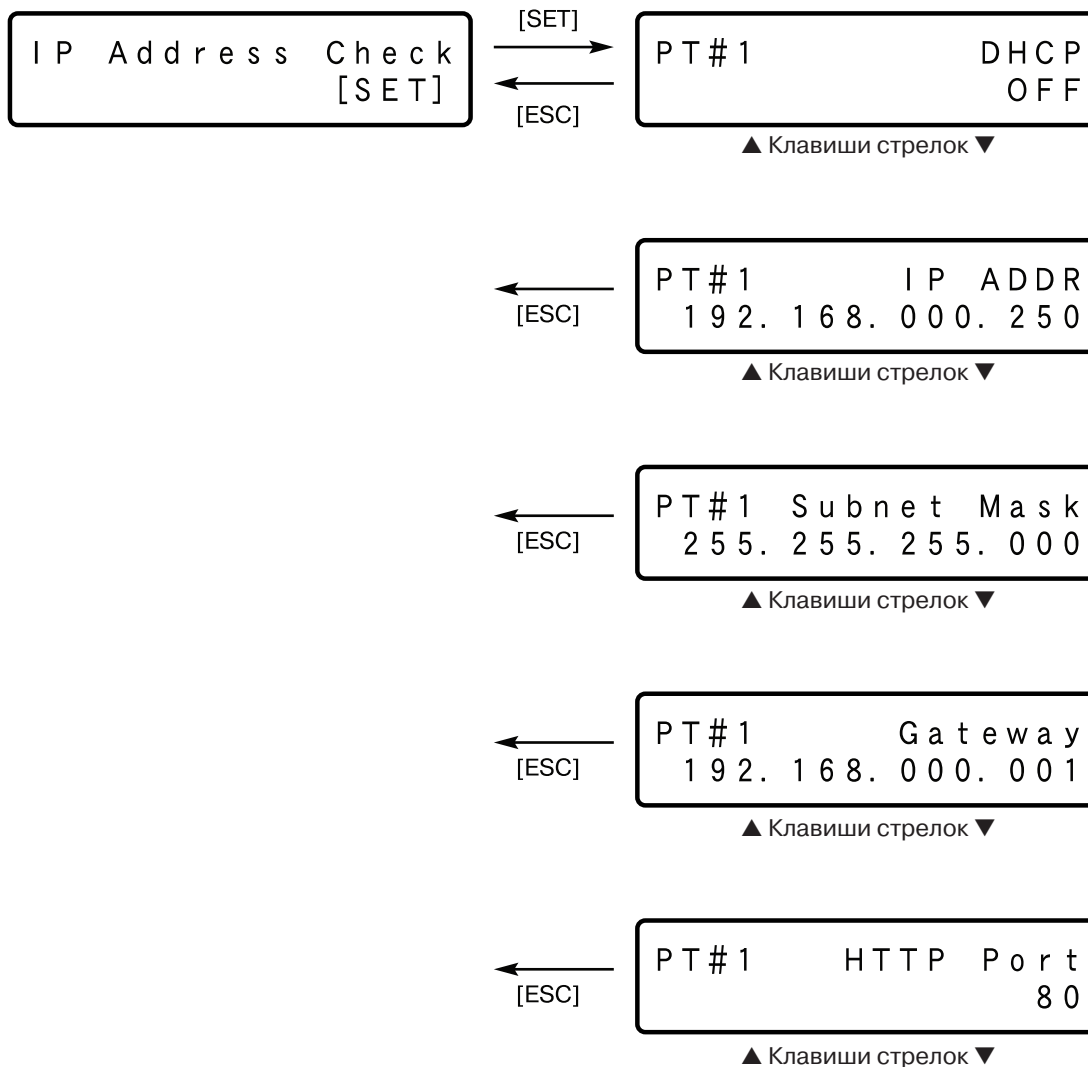 IP Address Check
[SET]
[SET]
[ESC]
PT#1 DHCP
OFF
▲ Клавиши стрелок ▼
[ESC]
PT#1 IP ADDR
192.168.000.250
▲ Клавиши стрелок ▼
[ESC]
PT#1 Subnet Mask
255.255.255.000
▲ Клавиши стрелок ▼
[ESC]
PT#1 Gateway
192.168.000.001
▲ Клавиши стрелок ▼
[ESC]
PT#1 HTTP Port
80
▲ Клавиши стрелок ▼